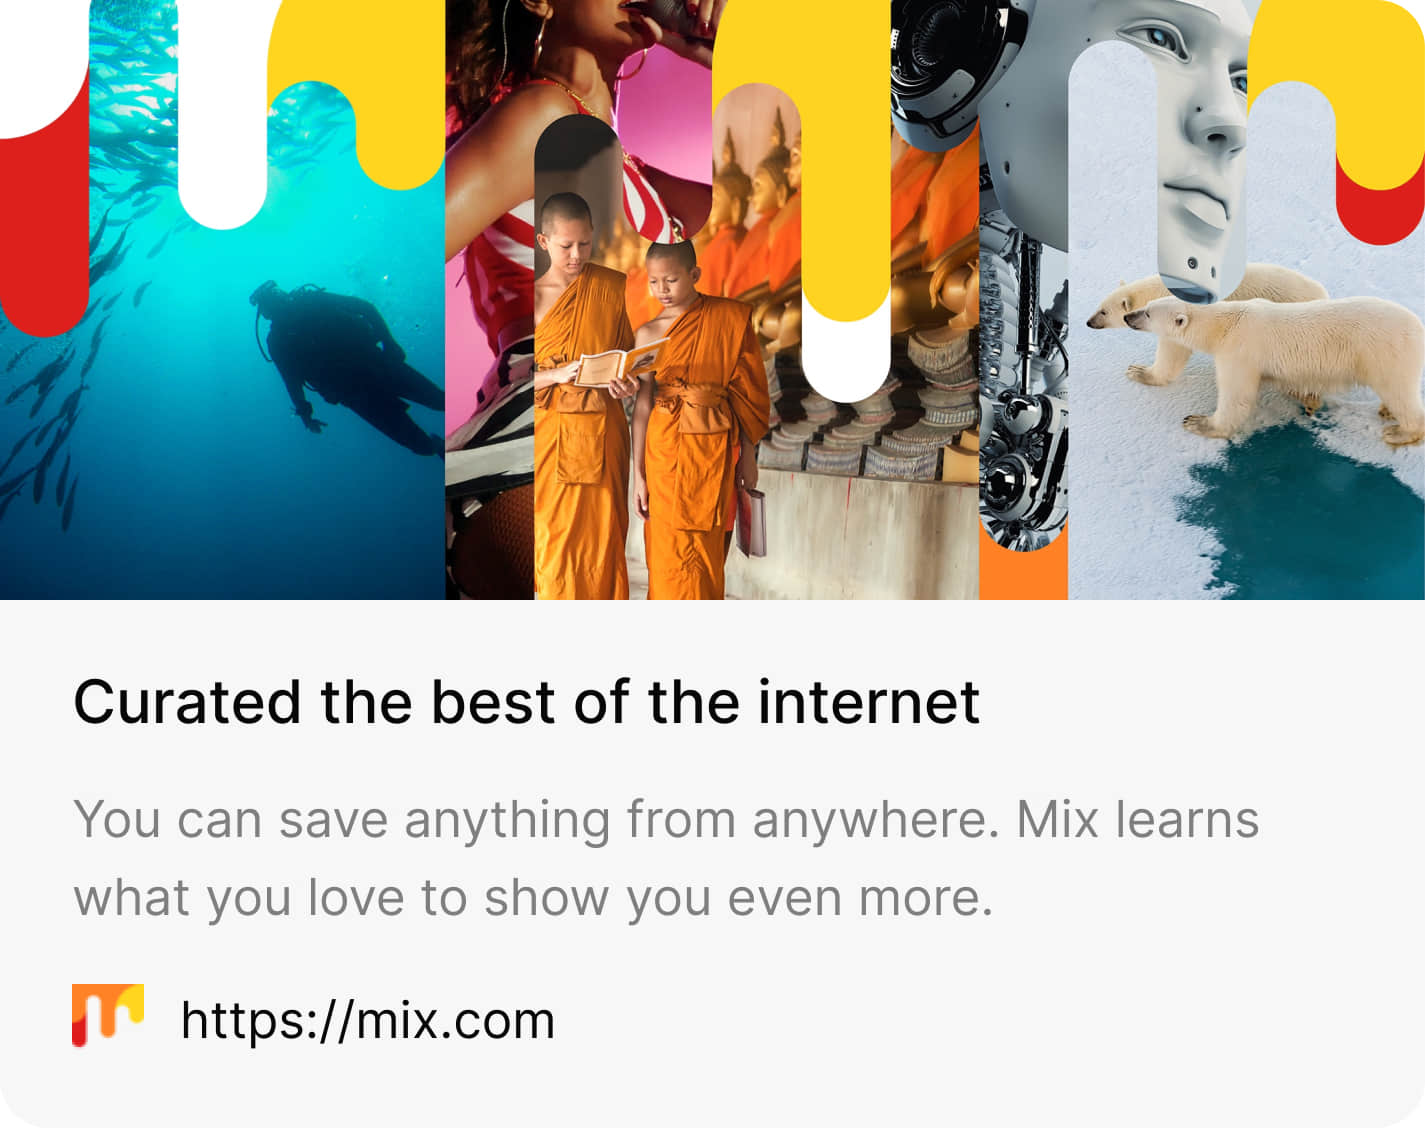 Curated the best of the internet
You can save anything from anywhere. Mix learns
what you love to show you even more.
https://mix.com